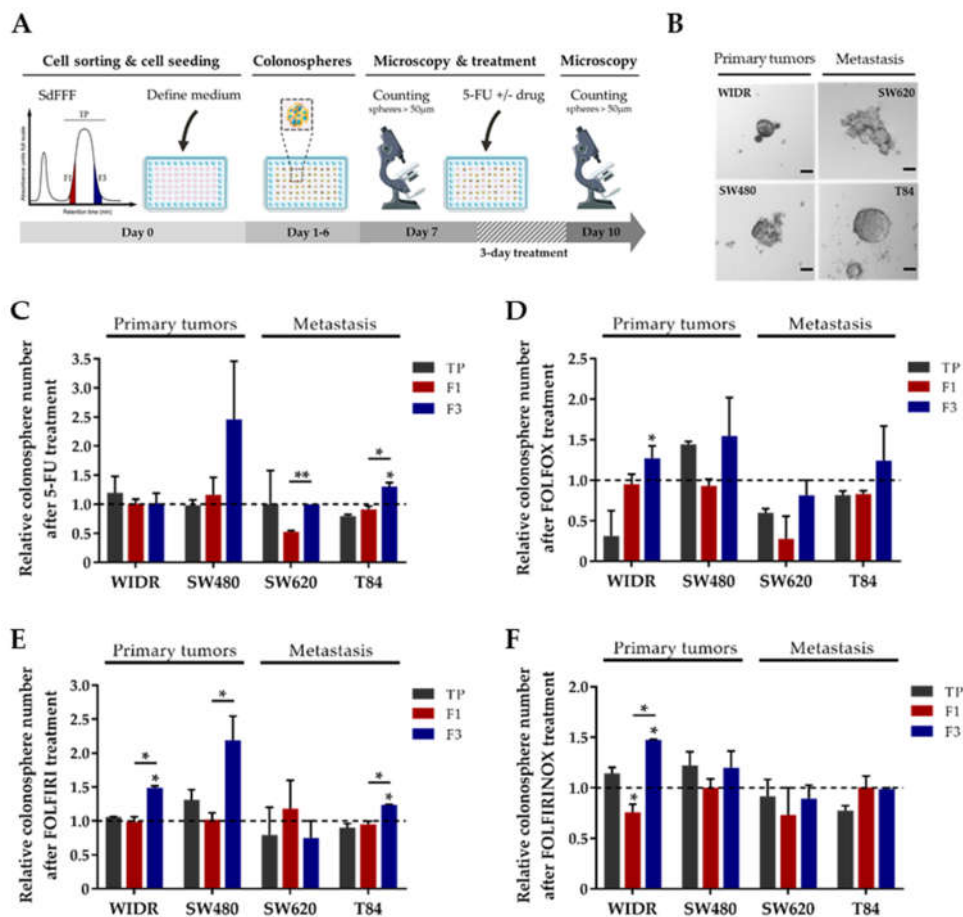 A
Cell sorting & cell seeding
Colonospheres
Microscopy & treatment
Microscopy
SdFFF
Define medium
Counting
spheres > 50µm
5-FU +/- drug
Counting
spheres > 50µm
TP
F1
F3
Retention time (min)
Day 0
Day 1-6
Day 7
Day 10
3-day treatment
B
Primary tumors
Metastasis
WIDR
SW620
SW480
T84
C
Primary tumors
Metastasis
Relative colonosphere number
after 5-FU treatment
3.5
3.0
2.5
2.0
1.5
1.0
0.5
0
**
*
*
WIDR
SW480
SW620
T84
TP
F1
F3
D
Primary tumors
Metastasis
Relative colonosphere number
after FOLFOX treatment
2.5
2.0
1.5
1.0
0.5
0
*
WIDR
SW480
SW620
T84
TP
F1
F3
E
Primary tumors
Metastasis
Relative colonosphere number
after FOLFIRI treatment
3.0
2.5
2.0
1.5
1.0
0.5
0
*
*
*
*
*
WIDR
SW480
SW620
T84
TP
F1
F3
F
Primary tumors
Metastasis
Relative colonosphere number
after FOLFIRINOX treatment
2.0
1.5
1.0
0.5
0
*
*
*
WIDR
SW480
SW620
T84
TP
F1
F3